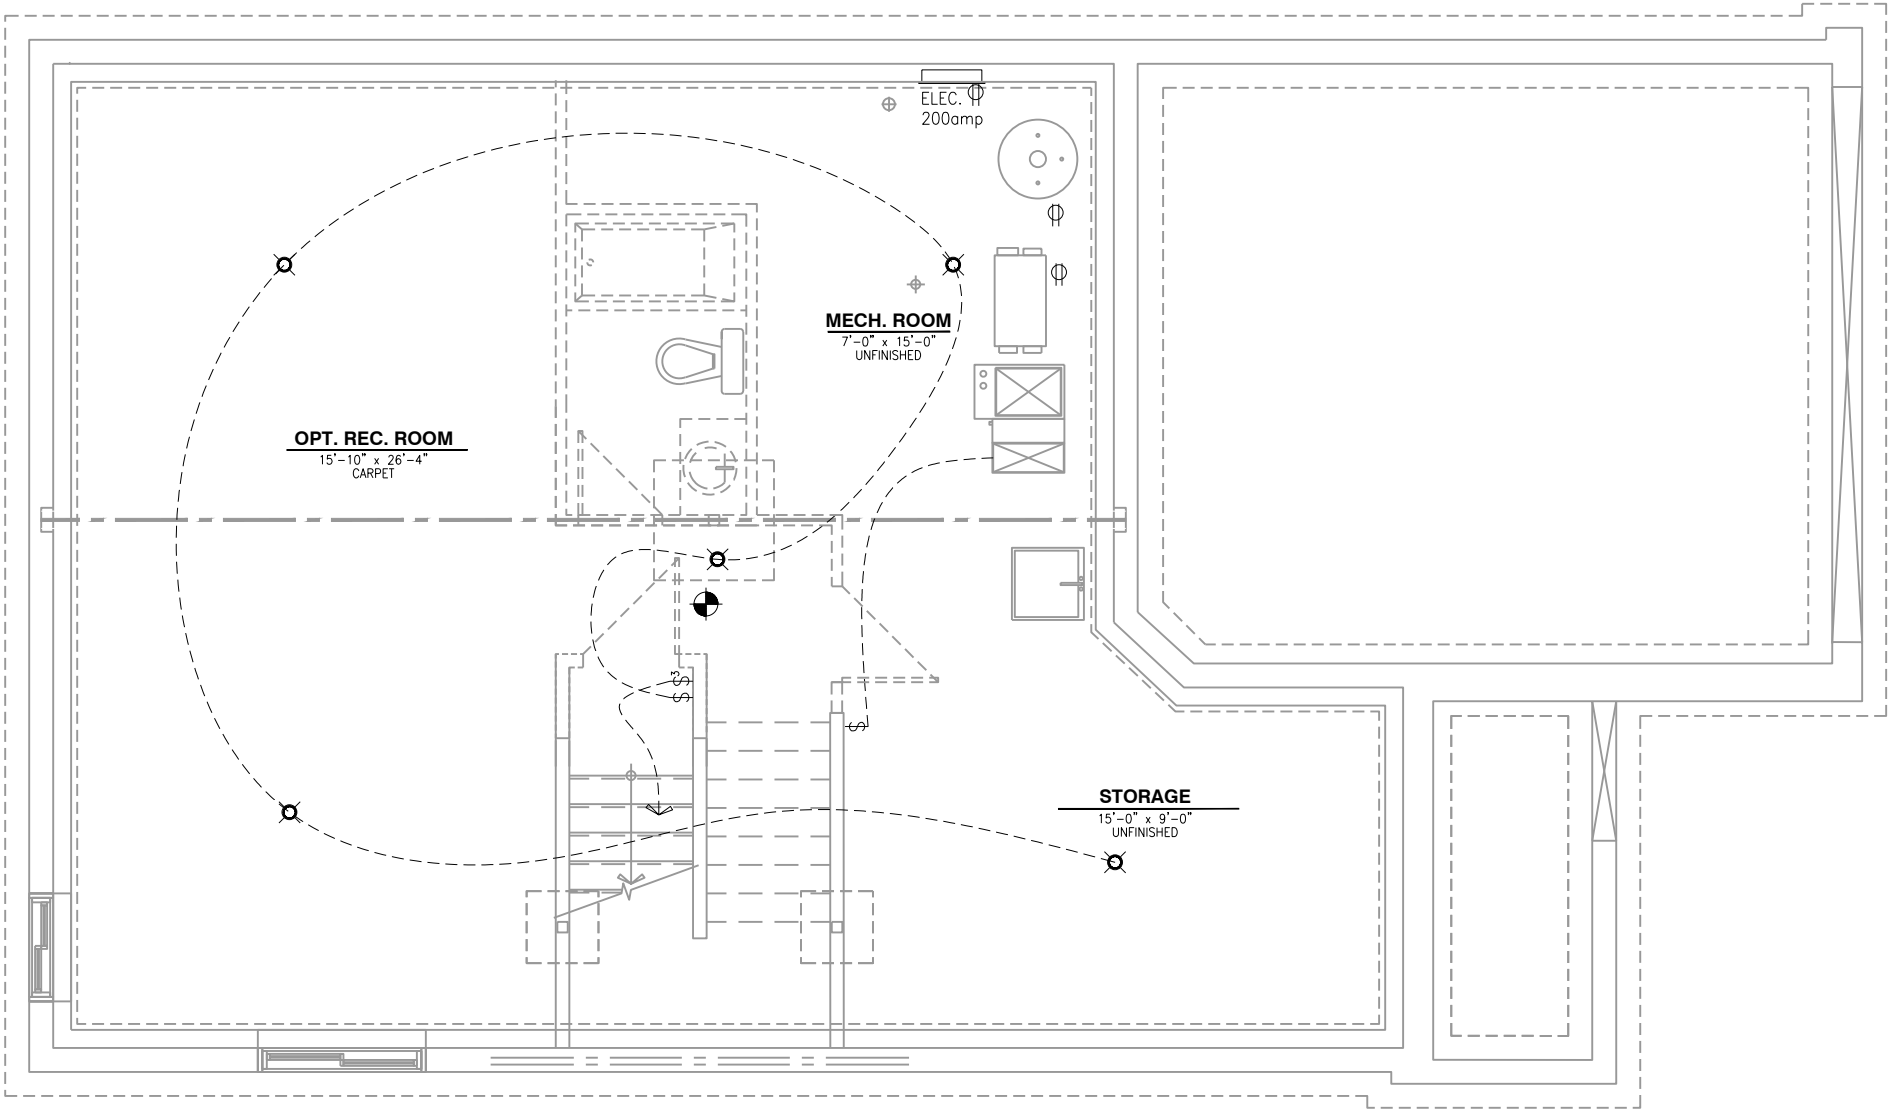 ELEC.
200amp
MECH. ROOM
7'-0" x 15'-0"
UNFINISHED
OPT. REC. ROOM
15'-10" x 26'-4"
CARPET
S³
S
S
STORAGE
15'-0" x 9'-0"
UNFINISHED